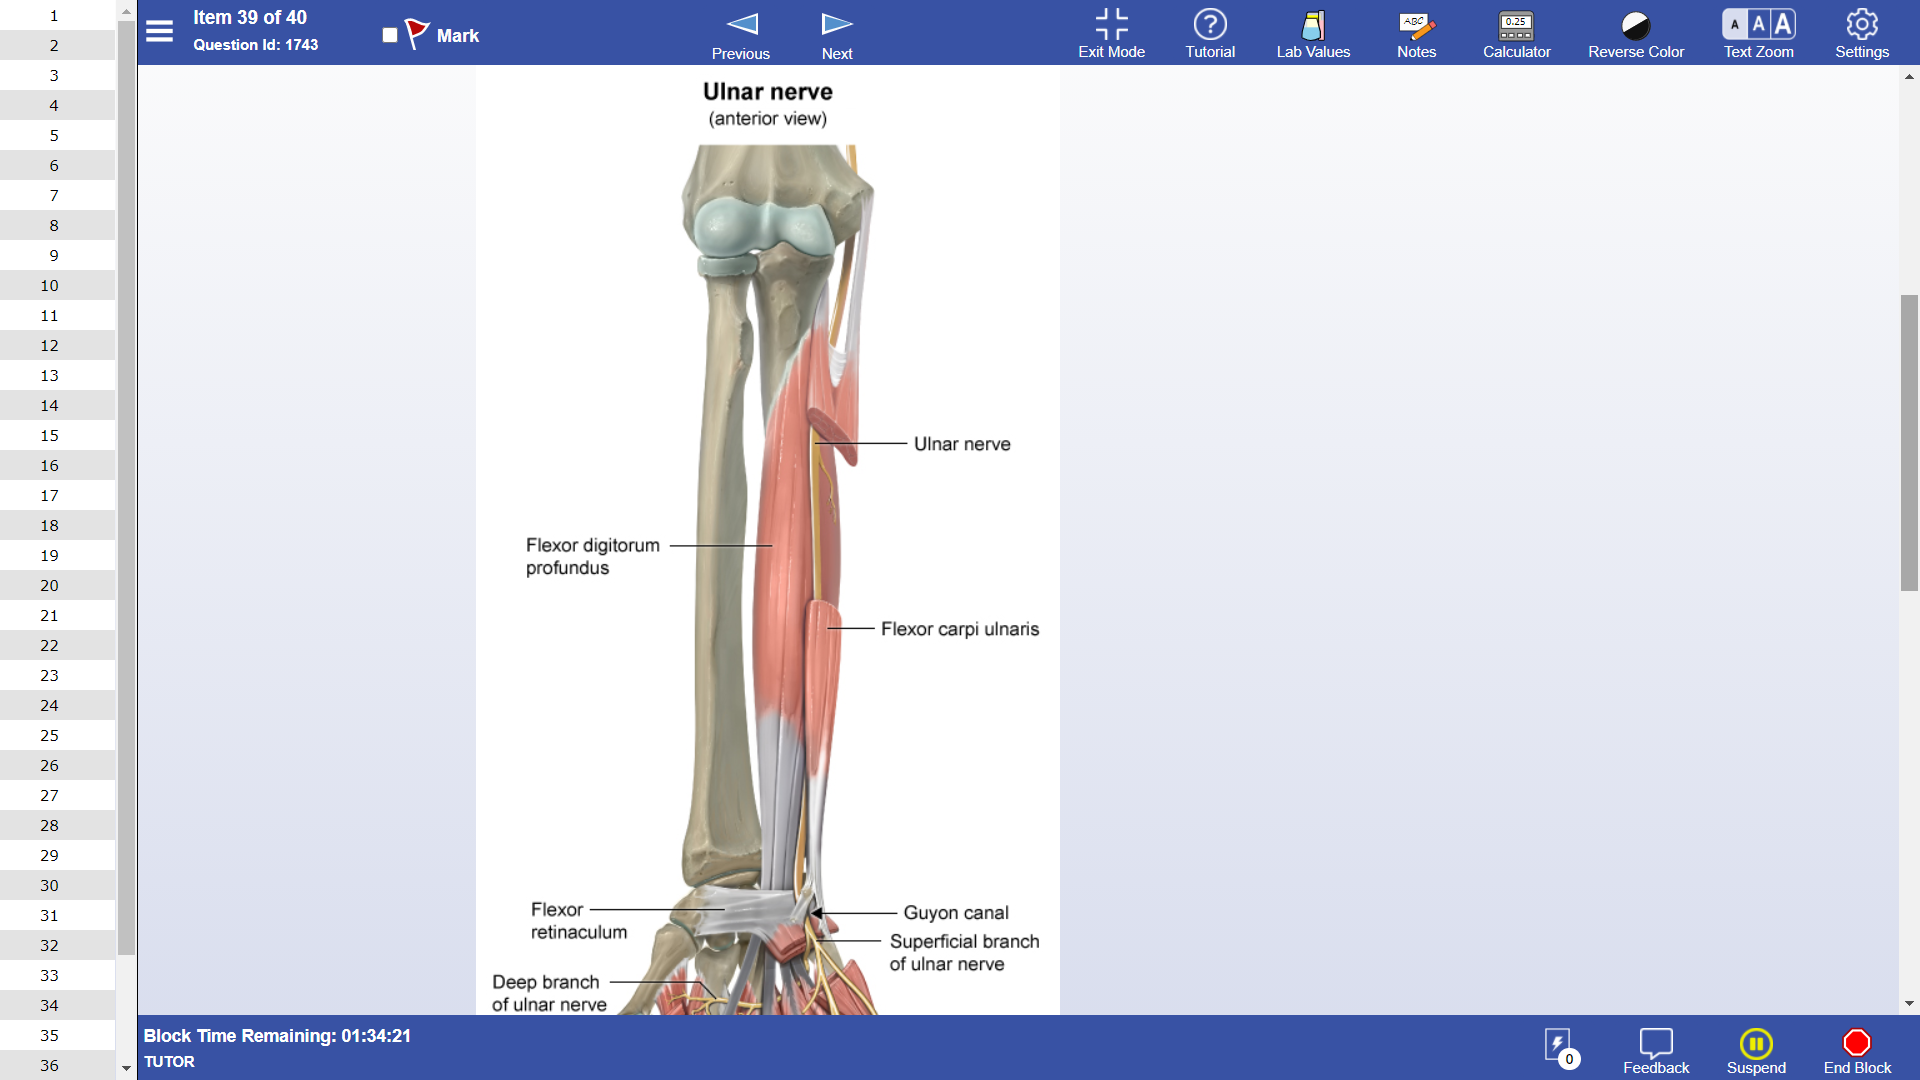 Item 39 of 40
Question Id: 1743
Mark
Previous
Next
Exit Mode
Tutorial
Lab Values
ABC
Notes
0.25
Calculator
Reverse Color
A A A
Text Zoom
Settings
1
2
3
4
5
6
7
8
9
10
11
12
13
14
15
16
17
18
19
20
21
22
23
24
25
26
27
28
29
30
31
32
33
34
35
36
Ulnar nerve
(anterior view)
Ulnar nerve
Flexor digitorum
profundus
Flexor carpi ulnaris
Flexor
retinaculum
Guyon canal
Superficial branch
of ulnar nerve
Deep branch
of ulnar nerve
Block Time Remaining: 01:34:21
TUTOR
0
Feedback
Suspend
End Block